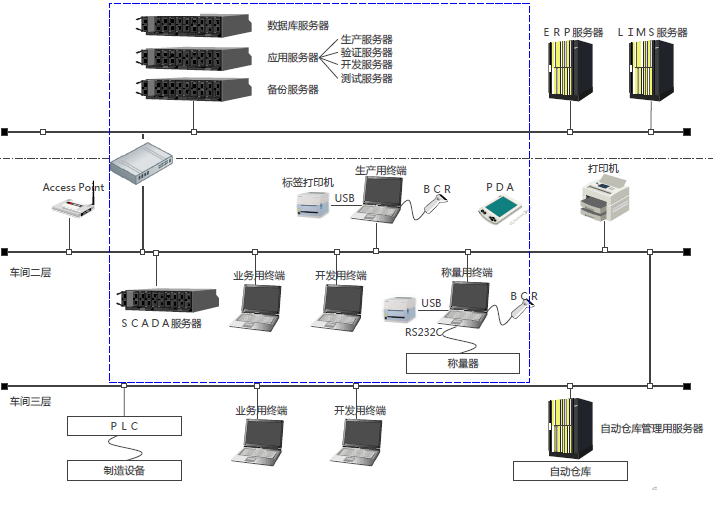 数据库服务器
应用服务器
生产服务器
验证服务器
开发服务器
测试服务器
备份服务器
ＥＲＰ服务器
ＬＩＭＳ服务器
Access Point
标签打印机
USB
生产用终端
ＢＣＲ
ＰＤＡ
打印机
车间二层
ＳＣＡＤＡ服务器
业务用终端
开发用终端
称量用终端
USB
ＢＣＲ
RS232C
称量器
车间三层
ＰＬＣ
制造设备
业务用终端
开发用终端
自动仓库管理用服务器
自动仓库